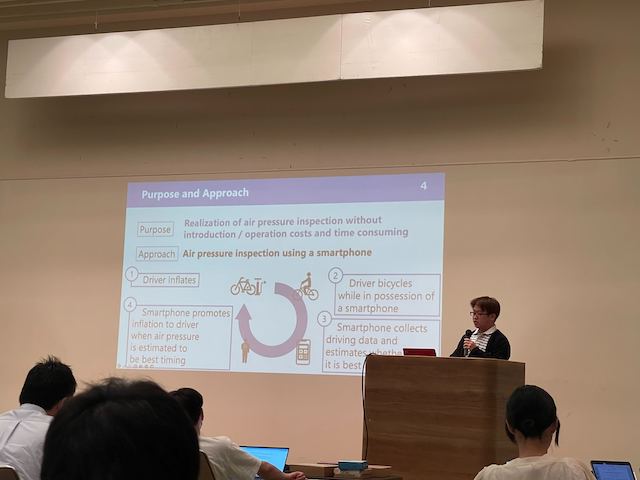 Purpose and Approach 4
Purpose
Realization of air pressure inspection without
introduction / operation costs and time consuming
Approach
Air pressure inspection using a smartphone
1
Driver inflates
2
Driver bicycles
while in possession of
a smartphone
3
Smartphone collects
driving data and
estimates whether
it is best
4
Smartphone promotes
inflation to driver
when air pressure
is estimated to
be best timing